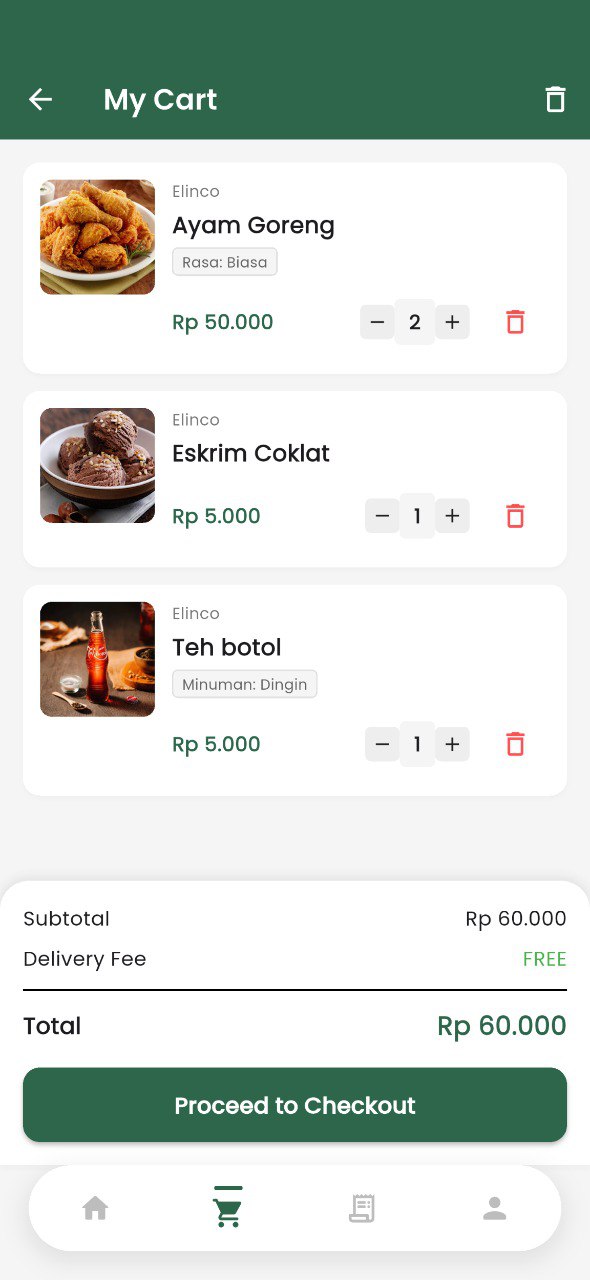 My Cart
Elinco
Ayam Goreng
Rasa: Biasa
Rp 50.000
− 2 +
Elinco
Eskrim Coklat
Rp 5.000
− 1 +
Elinco
Teh botol
Minuman: Dingin
Rp 5.000
− 1 +
Subtotal Rp 60.000
Delivery Fee FREE
Total Rp 60.000
Proceed to Checkout